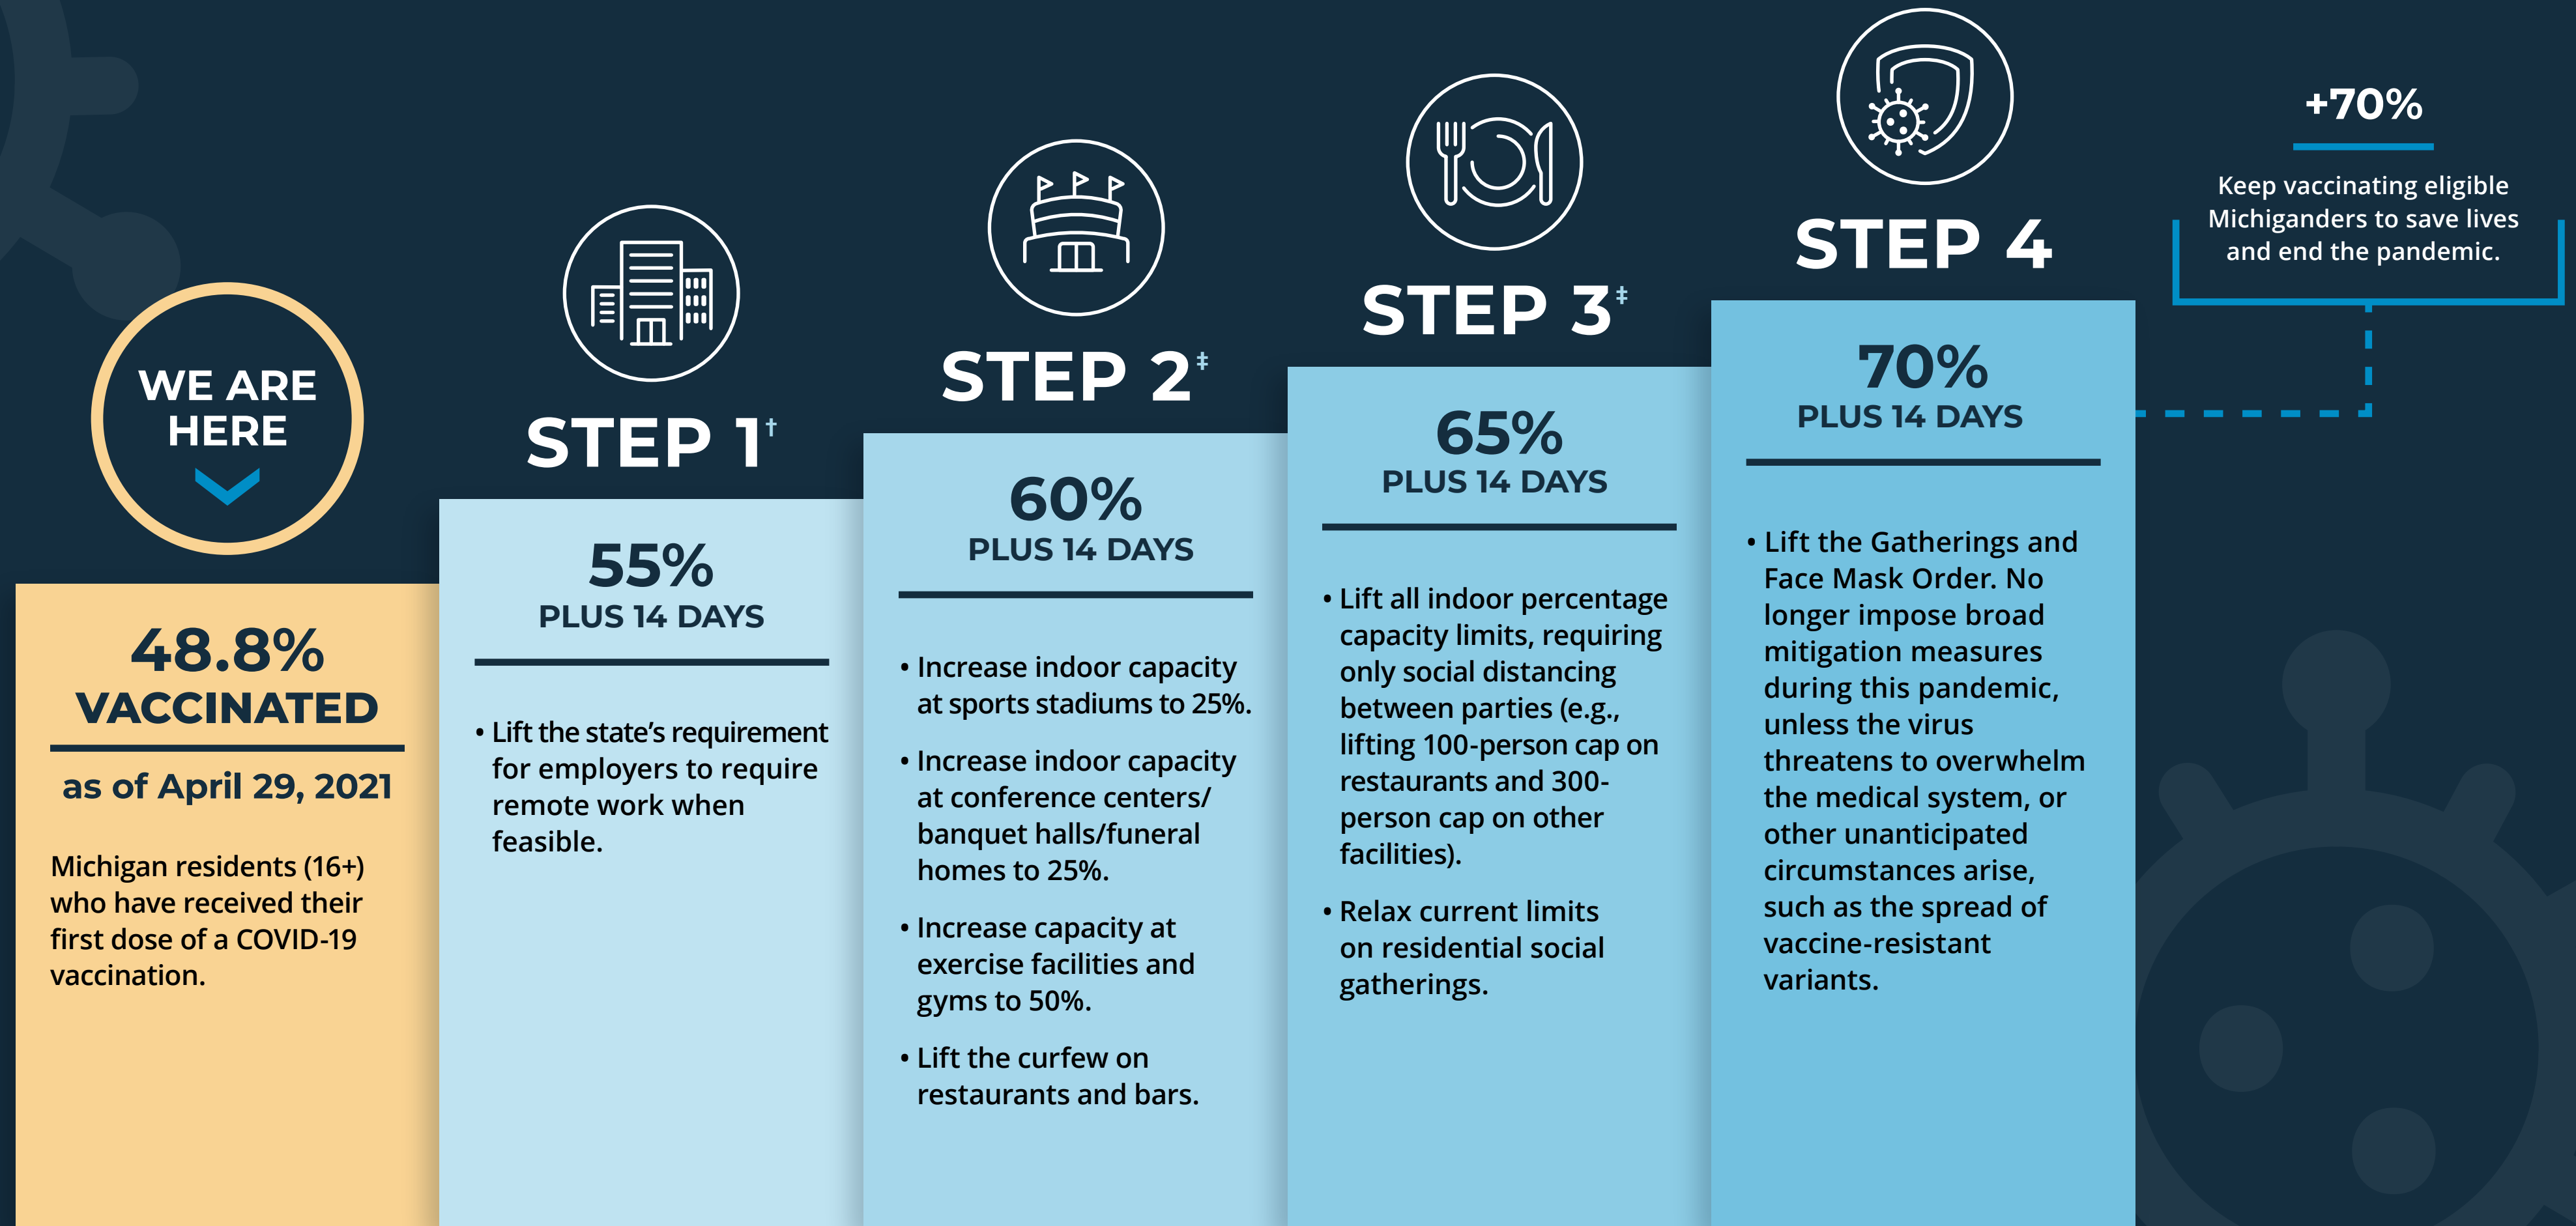 WE ARE
HERE
48.8%
VACCINATED
as of April 29, 2021
Michigan residents (16+)
who have received their
first dose of a COVID-19
vaccination.
STEP 1†
55%
PLUS 14 DAYS
• Lift the state’s requirement
for employers to require
remote work when
feasible.
STEP 2‡
60%
PLUS 14 DAYS
• Increase indoor capacity
at sports stadiums to 25%.
• Increase indoor capacity
at conference centers/
banquet halls/funeral
homes to 25%.
• Increase capacity at
exercise facilities and
gyms to 50%.
• Lift the curfew on
restaurants and bars.
STEP 3‡
65%
PLUS 14 DAYS
• Lift all indoor percentage
capacity limits, requiring
only social distancing
between parties (e.g.,
lifting 100-person cap on
restaurants and 300-
person cap on other
facilities).
• Relax current limits
on residential social
gatherings.
STEP 4
70%
PLUS 14 DAYS
• Lift the Gatherings and
Face Mask Order. No
longer impose broad
mitigation measures
during this pandemic,
unless the virus
threatens to overwhelm
the medical system, or
other unanticipated
circumstances arise,
such as the spread of
vaccine-resistant
variants.
+70%
Keep vaccinating eligible
Michiganders to save lives
and end the pandemic.